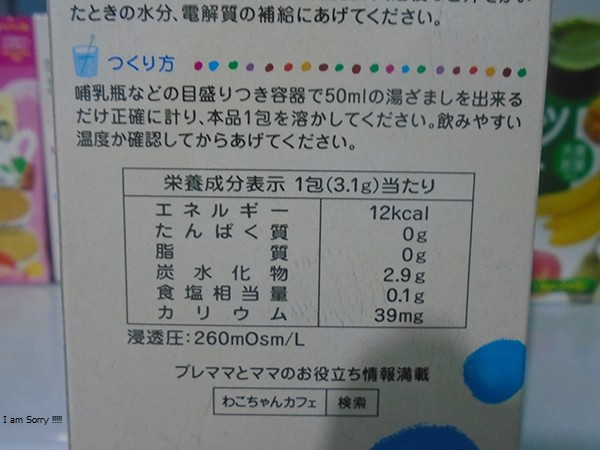 たときの水分、電解質の補給にあげてください。
つくり方
哺乳瓶などの目盛りつき容器で50mlの湯ざましを出来る
だけ正確に計り、本品1包を溶かしてください。飲みやすい
温度か確認してからあげてください。
栄養成分表示 1包(3.1g)当たり
エネルギー 12kcal
たんぱく質 0g
脂質 0g
炭水化物 2.9g
食塩相当量 0.1g
カリウム 39mg
浸透圧:260mOsm/L
プレママとママのお役立ち情報満載
わこちゃんカフェ 検索
I am Sorry !!!!!
ツ